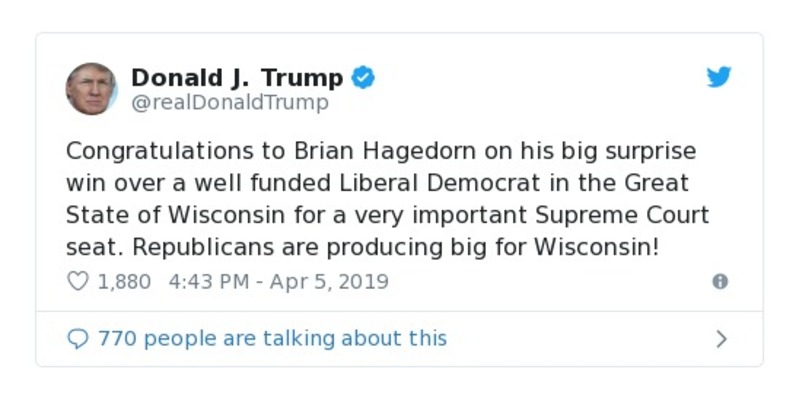 Donald J. Trump
@realDonaldTrump
Congratulations to Brian Hagedorn on his big surprise
win over a well funded Liberal Democrat in the Great
State of Wisconsin for a very important Supreme Court
seat. Republicans are producing big for Wisconsin!
1,880 4:43 PM - Apr 5, 2019
770 people are talking about this